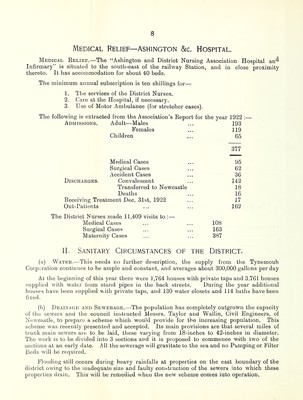 8
MEDICAL RELIEF—ASHINGTON &c. HOSPITAL.
MEDICAL RELIEF.—The "Ashington and District Nursing Association Hospital and
Infirmary" is situated to the south-east of the railway Station, and in close proximity
thereto. It has accommodation for about 40 beds.
The minimum annual subscription is ten shillings for—
1. The services of the District Nurses.
2. Care at the Hospital, if necessary.
3. Use of Motor Ambulance (for stretcher cases).
The following is extracted from the Association's Report for the year 1922 :—
ADMISSIONS. Adult—Males ... 193
Females ... 119
Children ... 65
377
Medical Cases ... 95
Surgical Cases ... 62
Accident Cases ... 36
DISCHARGES. Convalescent ... 142
Transferred to Newcastle 18
Deaths ... 16
Receiving Treatment Dec. 31st, 1922 ... 17
Out-Patients ... ... 162
The District Nurses made 11,409 visits to :—
Medical Cases ... ... 108
Surgical Cases ... ... 163
Maternity Cases ... ... 387
II. SANITARY CIRCUMSTANCES OF THE DISTRICT.
(a) WATER.—This needs no further description, the supply from the Tynemouth
Corporation continues to be ample and constant, and averages about 300,000 gallons per day
At the beginning of this year there were 1,764 houses with private taps and 3,761 houses
supplied with water from stand pipes in the back streets. During the year additional
houses have been supplied with private taps, and 130 water closets and 114 baths have been
fixed.
(b) DRAINAGE AND SEWERAGE.—The population has completely outgrown the capacity
of the sewers and the council instructed Messrs. Taylor and Wallin, Civil Engineers, of
Newcastle, to prepare a scheme which would provide for the increasing population. This
scheme was recently presented and accepted. Its main provisions are that several miles of
trunk main sewers are to be laid, these varying from 18-inches to 42-inches in diameter.
The work is to be divided into 3 sections and it is proposed to commence with two of the
sections at an early date. All the sewerage will gravitate to the sea and no Pumping or Filter
Beds will be required.
Flooding still occurs during heavy rainfalls at properties on the east boundary of the
district owing to the inadequate size and faulty construction of the sewers into which these
properties drain. This will be remedied when the new scheme comes into operation.